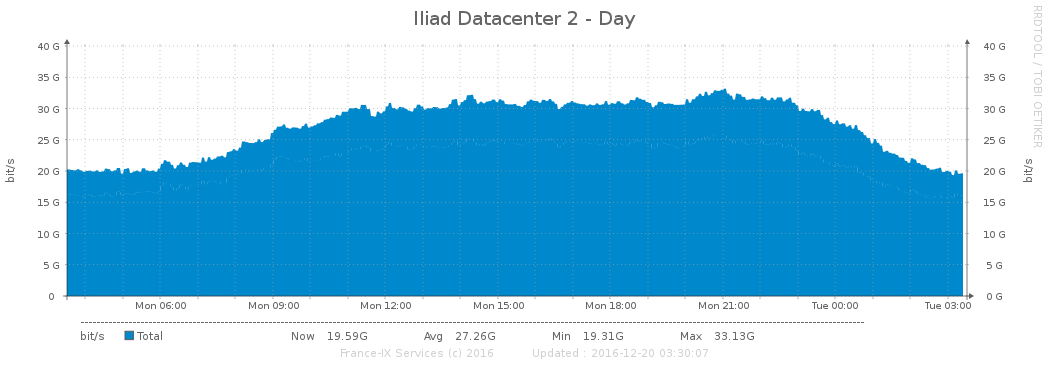 Iliad Datacenter 2 - Day
RRDTOOL / TOBI OETIKER
bit/s
bit/s
40 G 40 G
35 G 35 G
30 G 30 G
25 G 25 G
20 G 20 G
15 G 15 G
10 G 10 G
5 G 5 G
0 0 G
Mon 06:00 Mon 09:00 Mon 12:00 Mon 15:00 Mon 18:00 Mon 21:00 Tue 00:00 Tue 03:00
bit/s Total Now 19.59G Avg 27.26G Min 19.31G Max 33.13G
France-IX Services (c) 2016 Updated : 2016-12-20 03:30:07